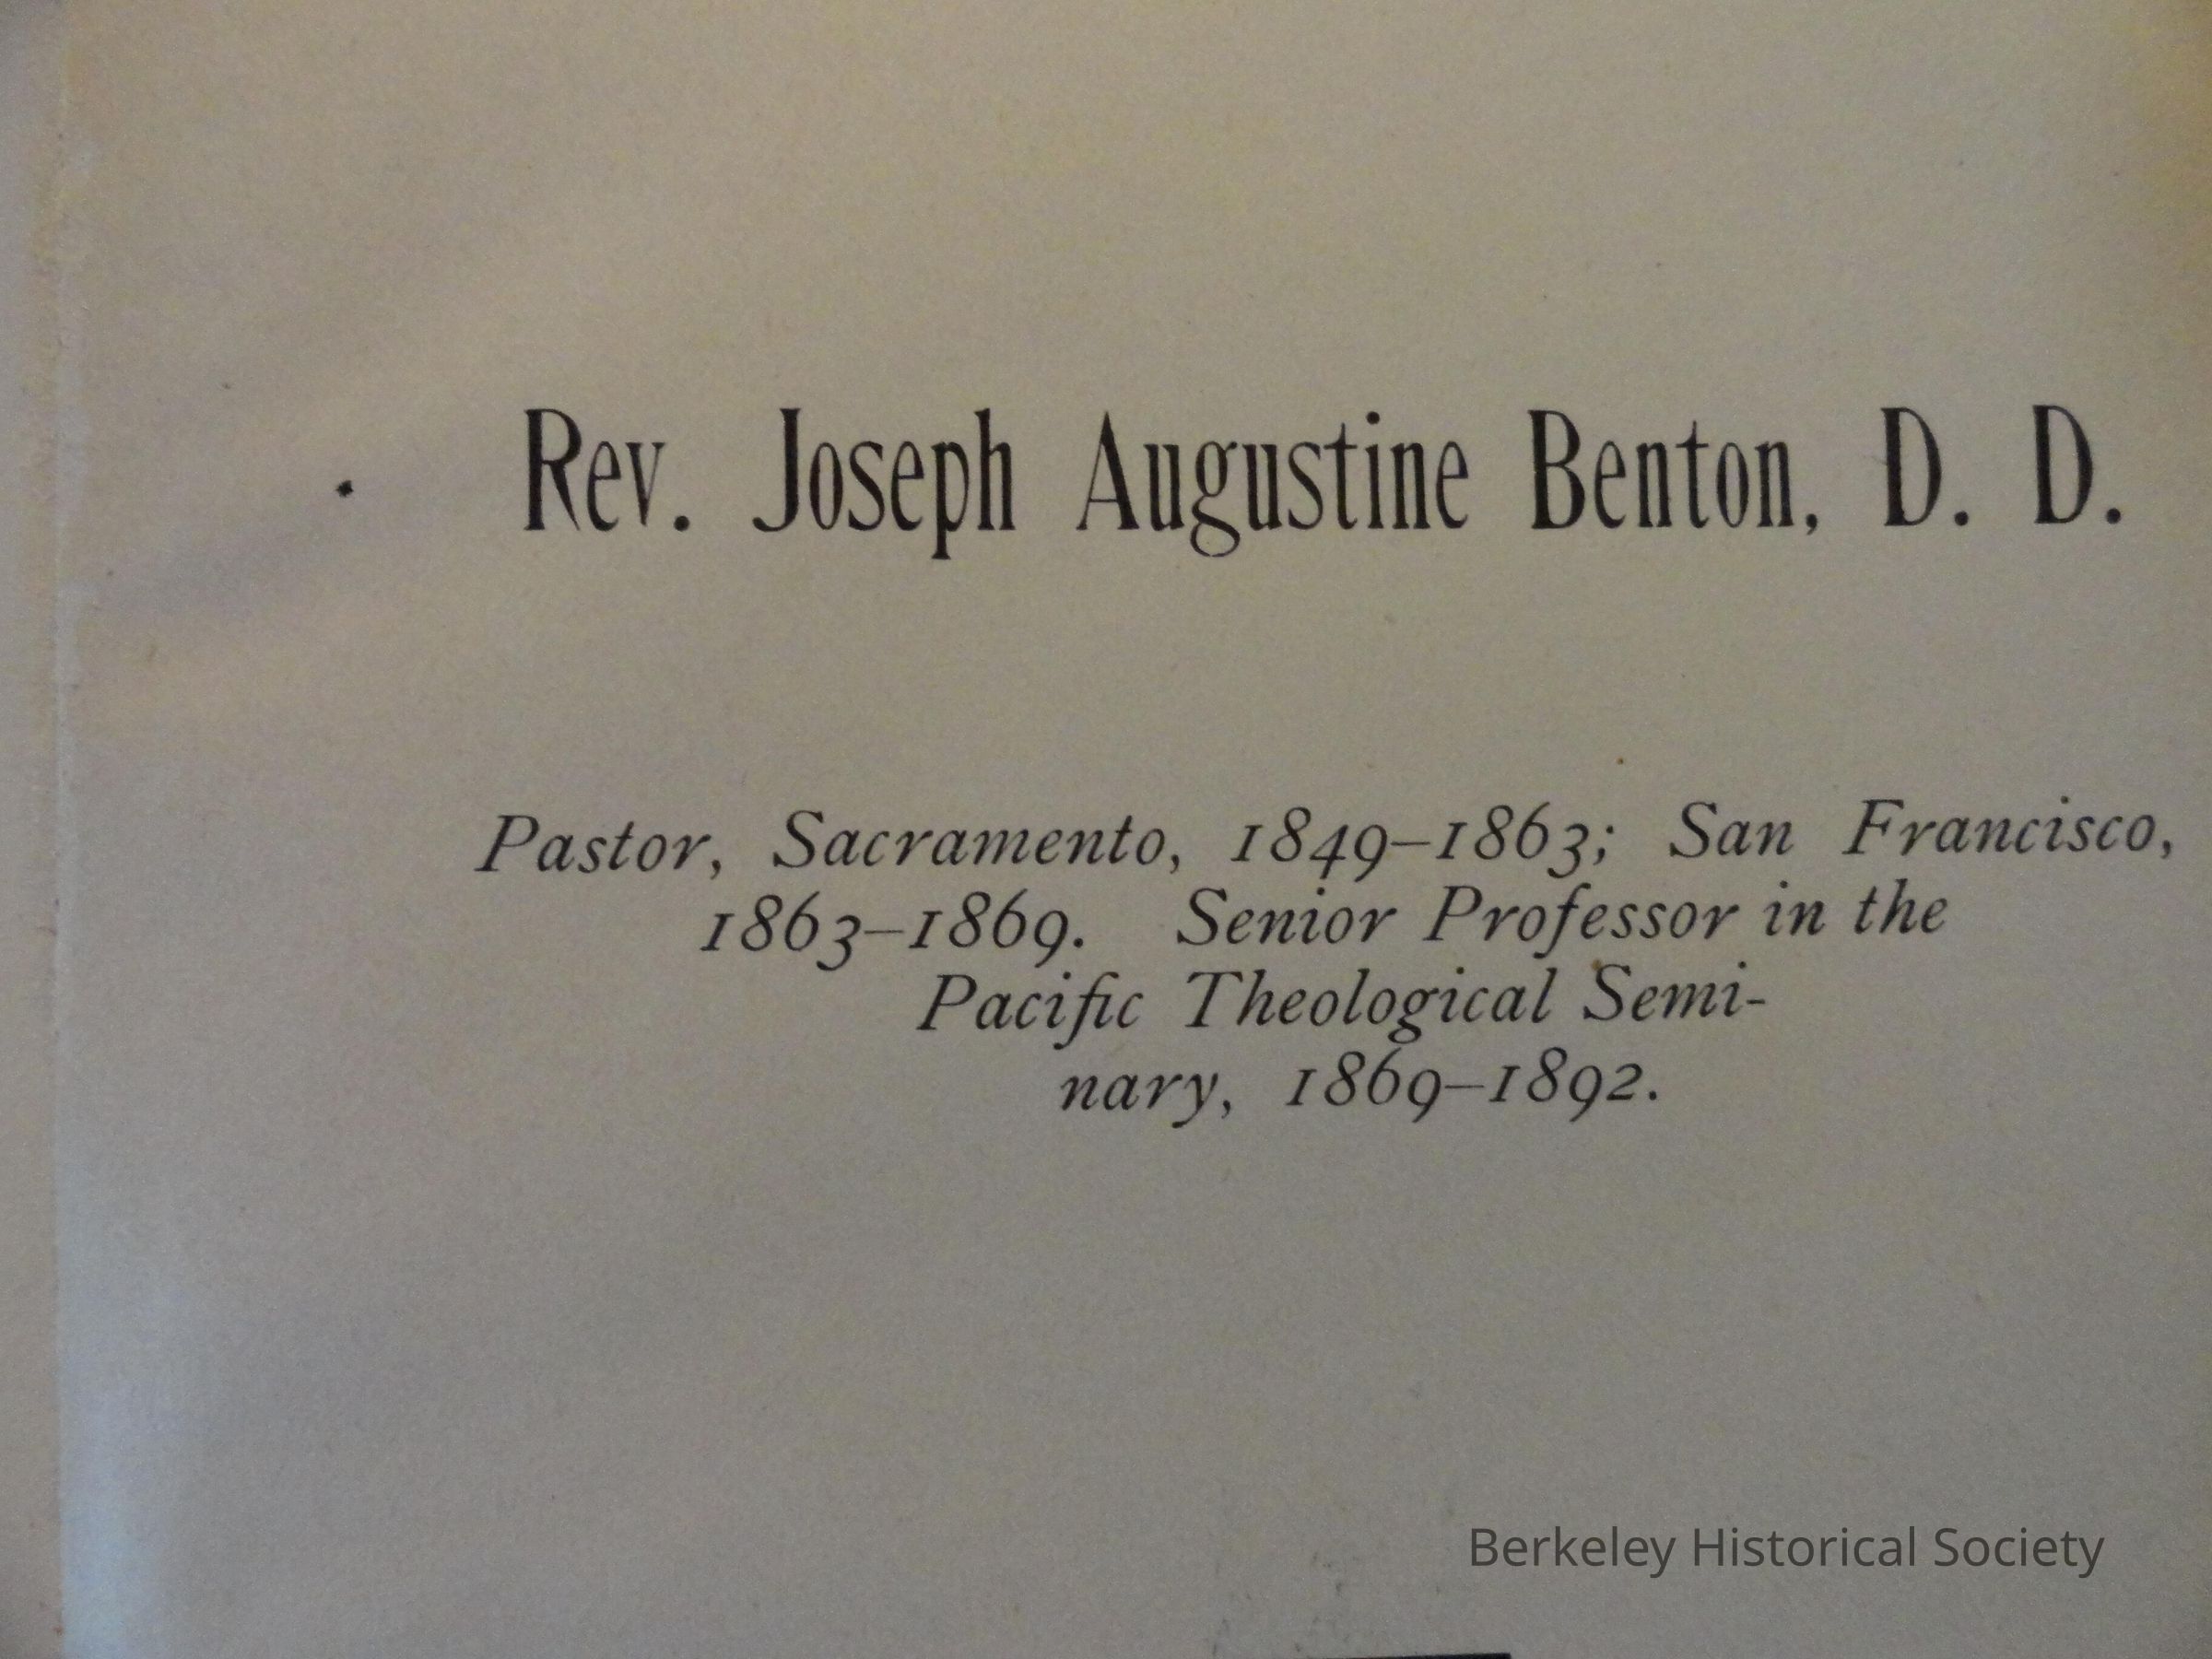 Rev. Joseph Augustine Benton, D. D.
Pastor, Sacramento, 1849–1863; San Francisco,
1863–1869. Senior Professor in the
Pacific Theological Semi-
nary, 1869–1892.
Berkeley Historical Society